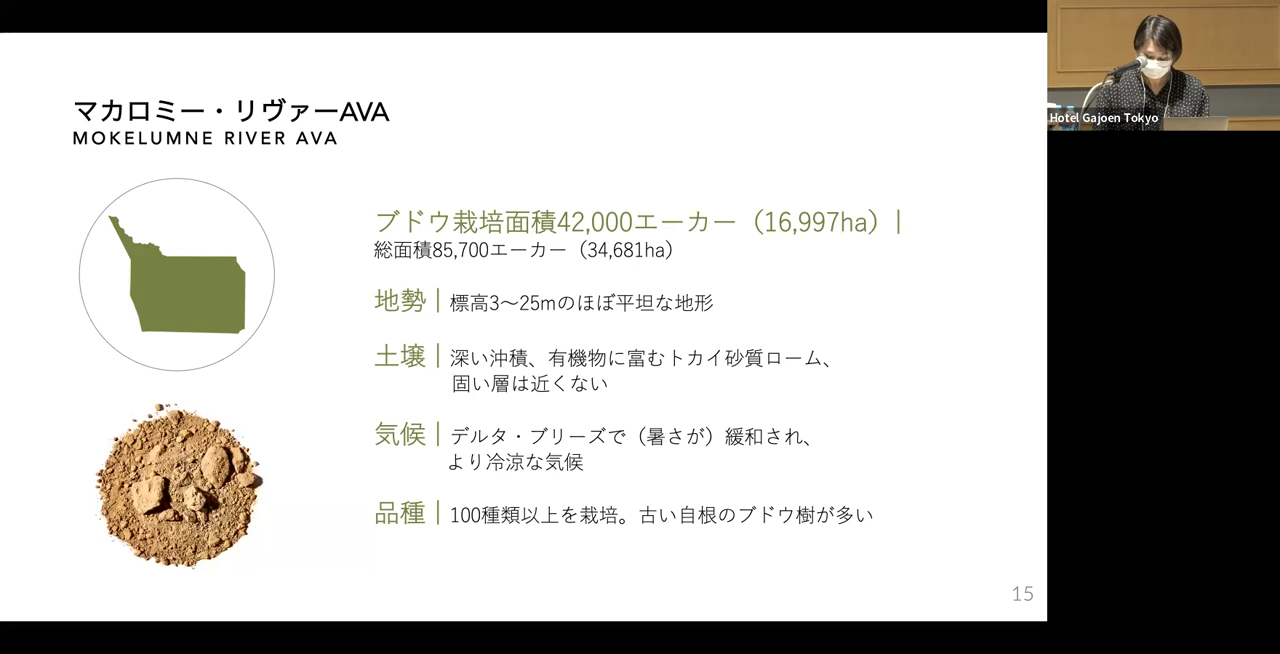 マカロミー・リヴァーAVA
MOKELUMNE RIVER AVA
ブドウ栽培面積42,000エーカー（16,997ha）|
総面積85,700エーカー（34,681ha）
地勢 | 標高3〜25mのほぼ平坦な地形
土壌 | 深い沖積、有機物に富むトカイ砂質ローム、
固い層は近くない
気候 | デルタ・ブリーズで（暑さが）緩和され、
より冷涼な気候
品種 | 100種類以上を栽培。古い自根のブドウ樹が多い
15
Hotel Gajoen Tokyo